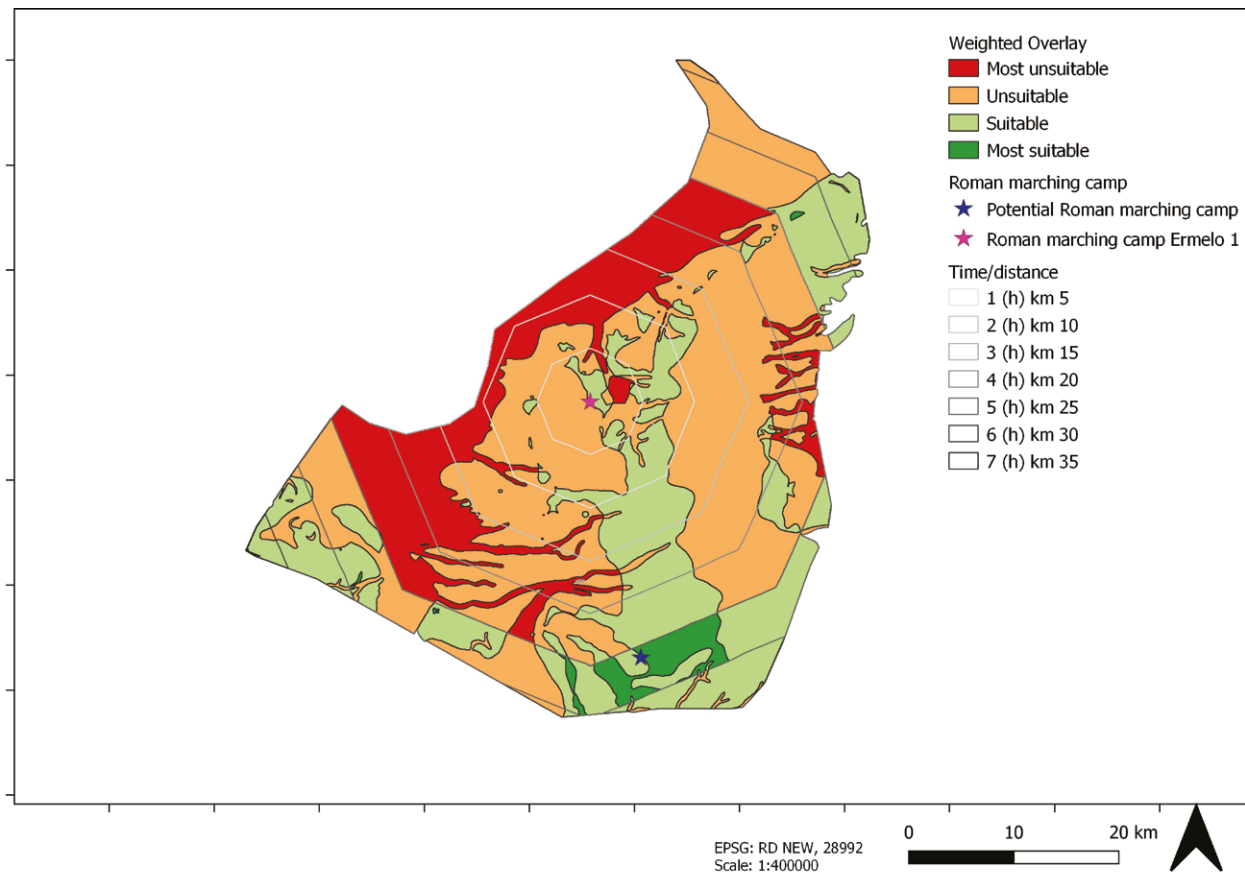 Weighted Overlay
Most unsuitable
Unsuitable
Suitable
Most suitable
Roman marching camp
Potential Roman marching camp
Roman marching camp Ermelo 1
Time/distance
1 (h) km 5
2 (h) km 10
3 (h) km 15
4 (h) km 20
5 (h) km 25
6 (h) km 30
7 (h) km 35
EPSG: RD NEW, 28992
Scale: 1:400000
0 10 20 km